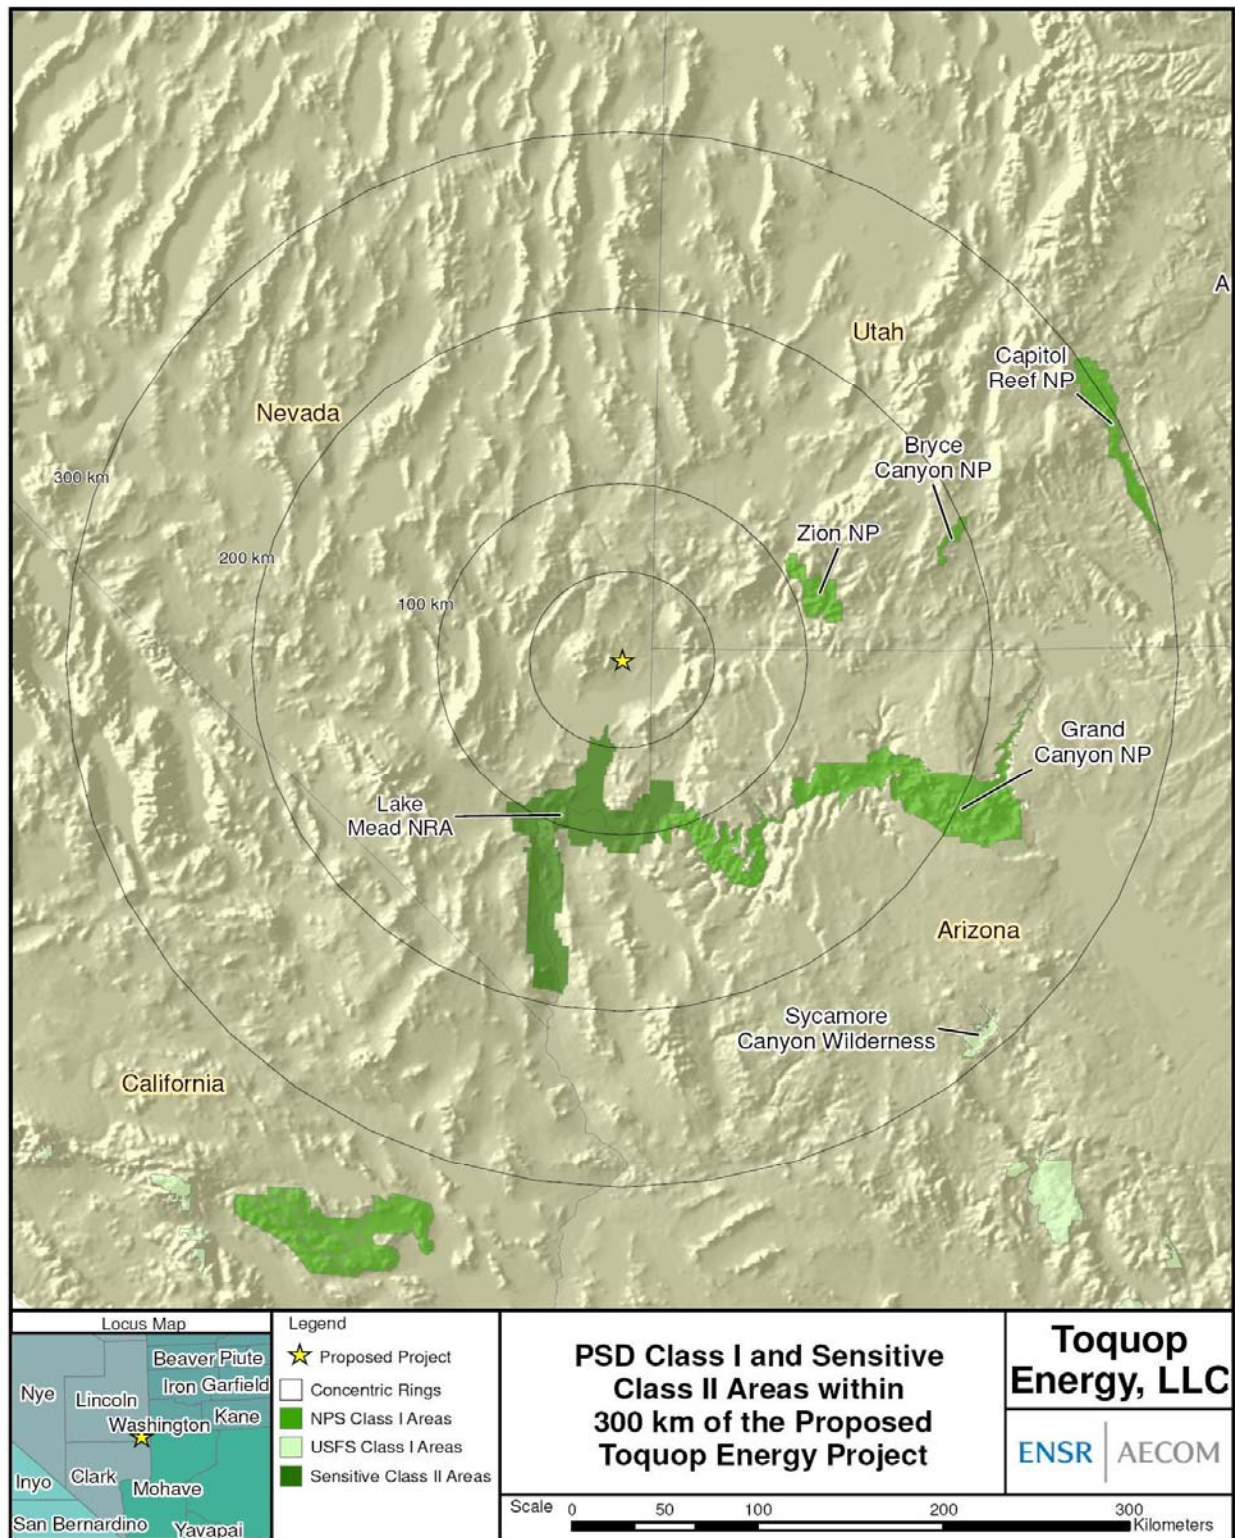 A
Utah
Capitol
Reef NP
Nevada
Bryce
Canyon NP
300 km
Zion NP
200 km
100 km
Grand
Canyon NP
Lake
Mead NRA
Arizona
Sycamore
Canyon Wilderness
California
Locus Map
Beaver Piute
Nye
Lincoln
Iron Garfield
Washington
Kane
Inyo
Clark
Mohave
San Bernardino
Yavapai
Legend
Proposed Project
Concentric Rings
NPS Class I Areas
USFS Class I Areas
Sensitive Class II Areas
PSD Class I and Sensitive
Class II Areas within
300 km of the Proposed
Toquop Energy Project
Toquop
Energy, LLC
ENSR AECOM
Scale 0 50 100 200 300
Kilometers